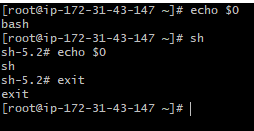 [root@ip-172-31-43-147 ~]# echo $0
bash
[root@ip-172-31-43-147 ~]# sh
sh-5.2# echo $0
sh
sh-5.2# exit
exit
[root@ip-172-31-43-147 ~]#